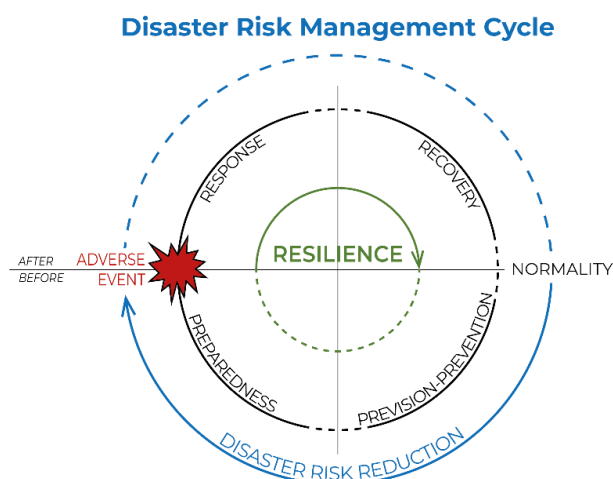 Disaster Risk Management Cycle
RESPONSE
RECOVERY
RESILIENCE
AFTER
BEFORE
ADVERSE
EVENT
NORMALITY
PREPAREDNESS
PREVISION-PREVENTION
DISASTER RISK REDUCTION